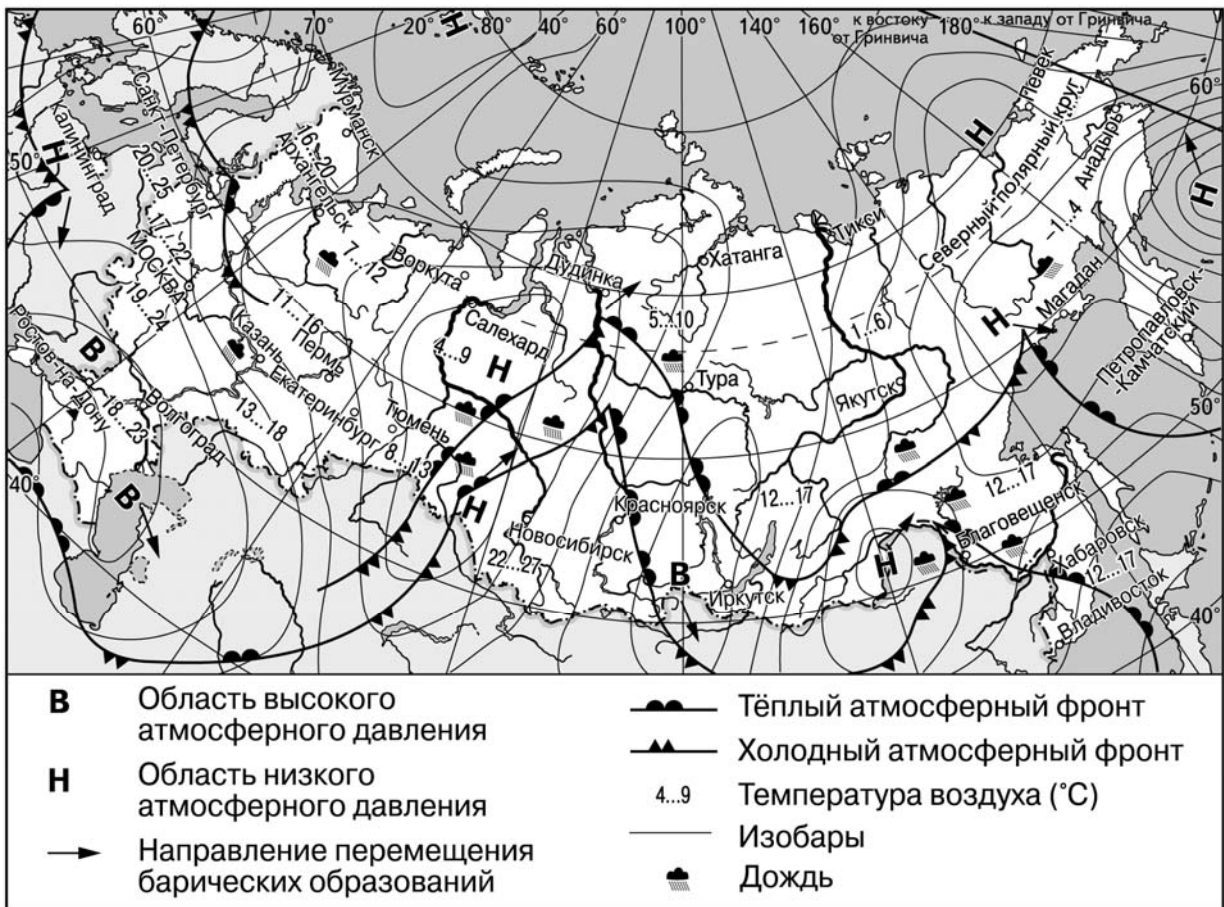 60° 70° 20° 80° 40° 60° 100° 140° 160° 180°
к востоку
от Гринвича
к западу от Гринвича
Н
60°
Мурманск
Санкт-Петербург
Калининград
Архангельск
16...20
20...25
Певек
Северный полярный круг
Анадырь
Н
Н
50°
Н
17...22
МОСКВА
19...24
7...12
Воркута
Дудинка
Хатанга
Тикси
-1...4
Магадан
Петропавловск-
-Камчатский
Н
11...16
Пермь
Казань
Салехард
4...9
Н
5...10
Тура
1...6
Якутск
В
Ростов-на-Дону
Волгоград
18...23
13...18
Екатеринбург
Тюмень
8...13
50°
40°
В
Н
Новосибирск
22...27
Красноярск
12...17
В
Иркутск
Н
12...17
Благовещенск
Хабаровск
12...17
Владивосток
40°
В Область высокого
атмосферного давления
Н Область низкого
атмосферного давления
Направление перемещения
барических образований
Тёплый атмосферный фронт
Холодный атмосферный фронт
4...9 Температура воздуха (°С)
Изобары
Дождь